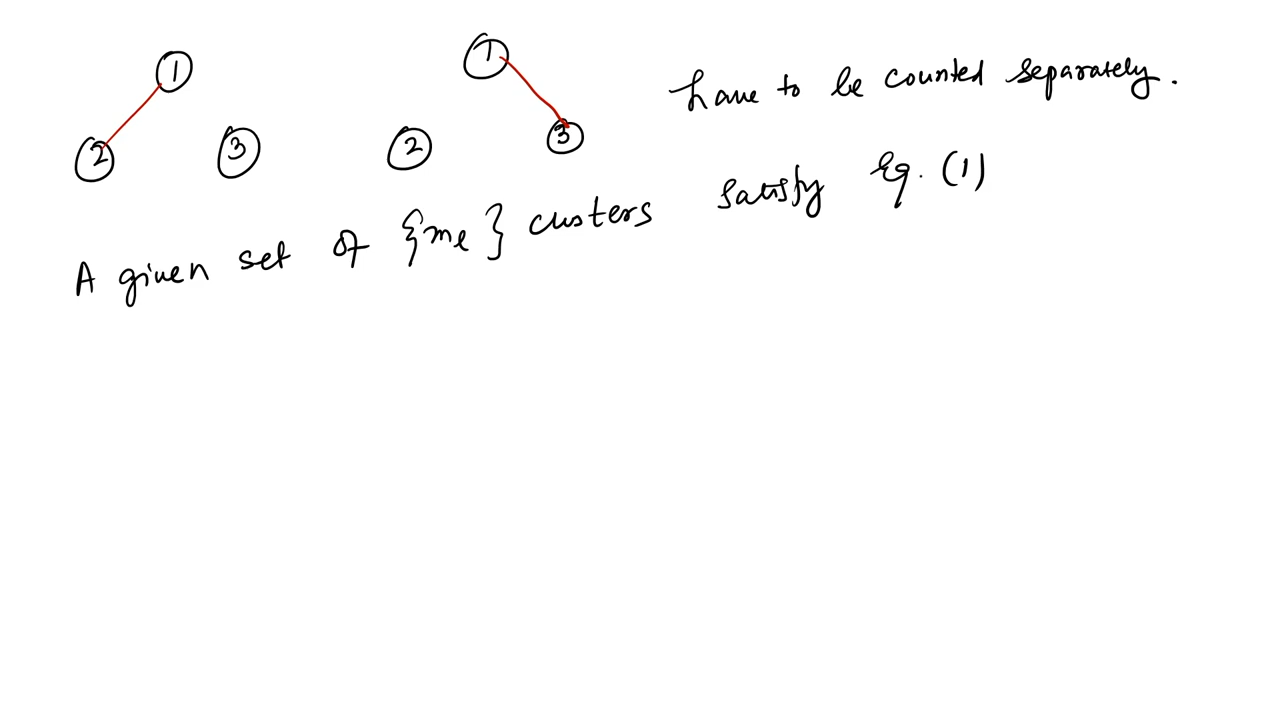 1 1 have to be counted separately.
2 3 2 3
A given set of {m_l} clusters satisfy Eq. (1)